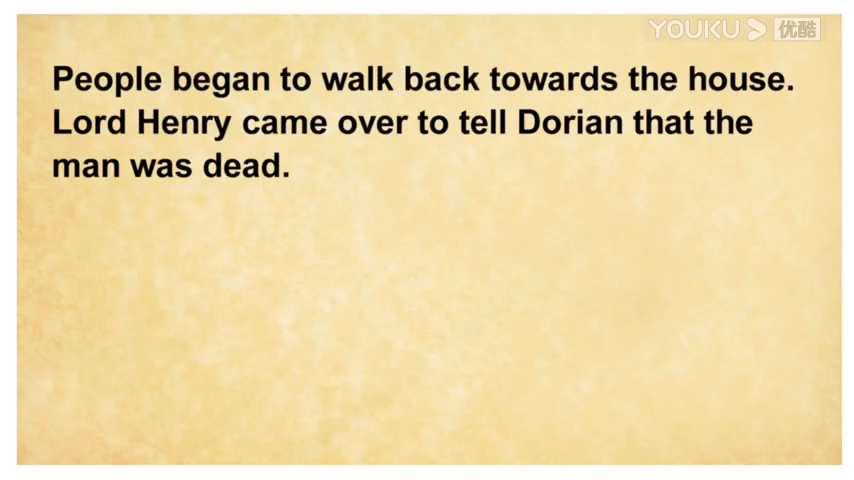 YOUKU 优酷
People began to walk back towards the house.
Lord Henry came over to tell Dorian that the
man was dead.